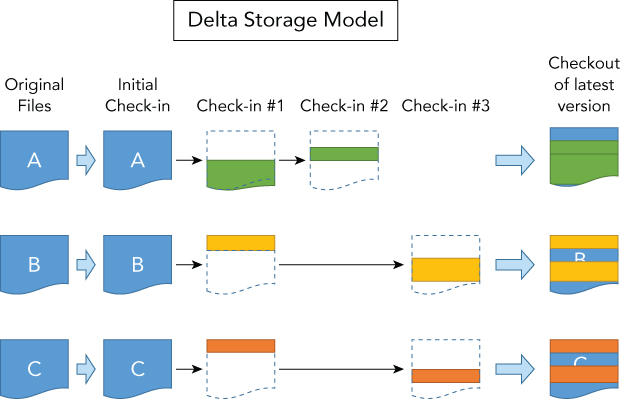 Delta Storage Model
Original
Files
Initial
Check-in
Check-in #1
Check-in #2
Check-in #3
Checkout
of latest
version
A
A
B
B
B
C
C
C